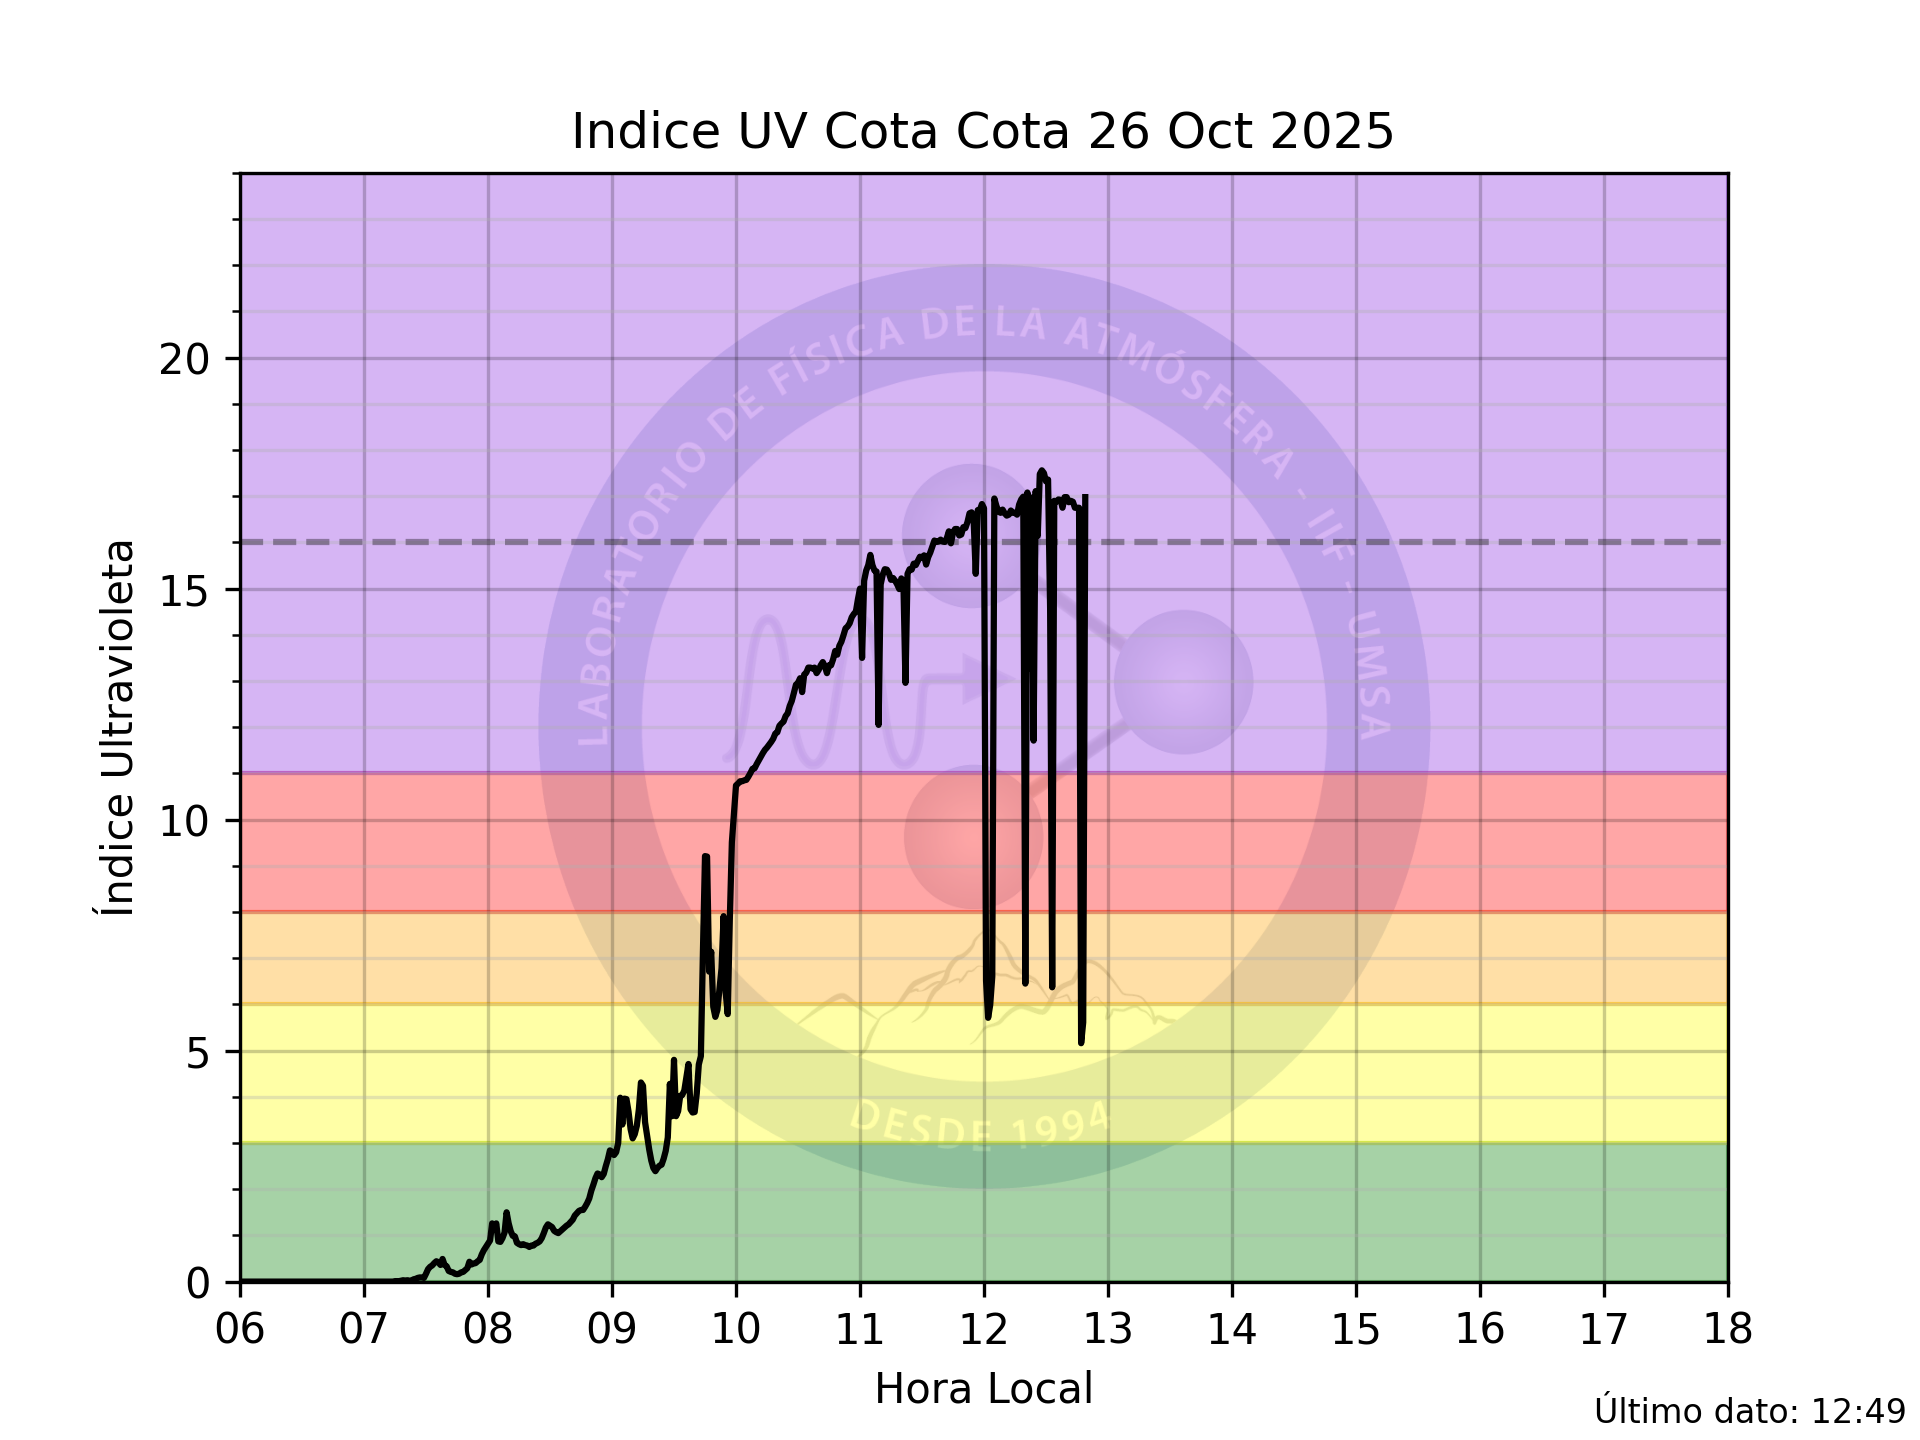 Indice UV Cota Cota 26 Oct 2025
Índice Ultravioleta
20
15
10
5
0
LABORATORIO DE FÍSICA DE LA ATMÓSFERA - IIF - UMSA
DESDE 1994
06 07 08 09 10 11 12 13 14 15 16 17 18
Hora Local
Último dato: 12:49